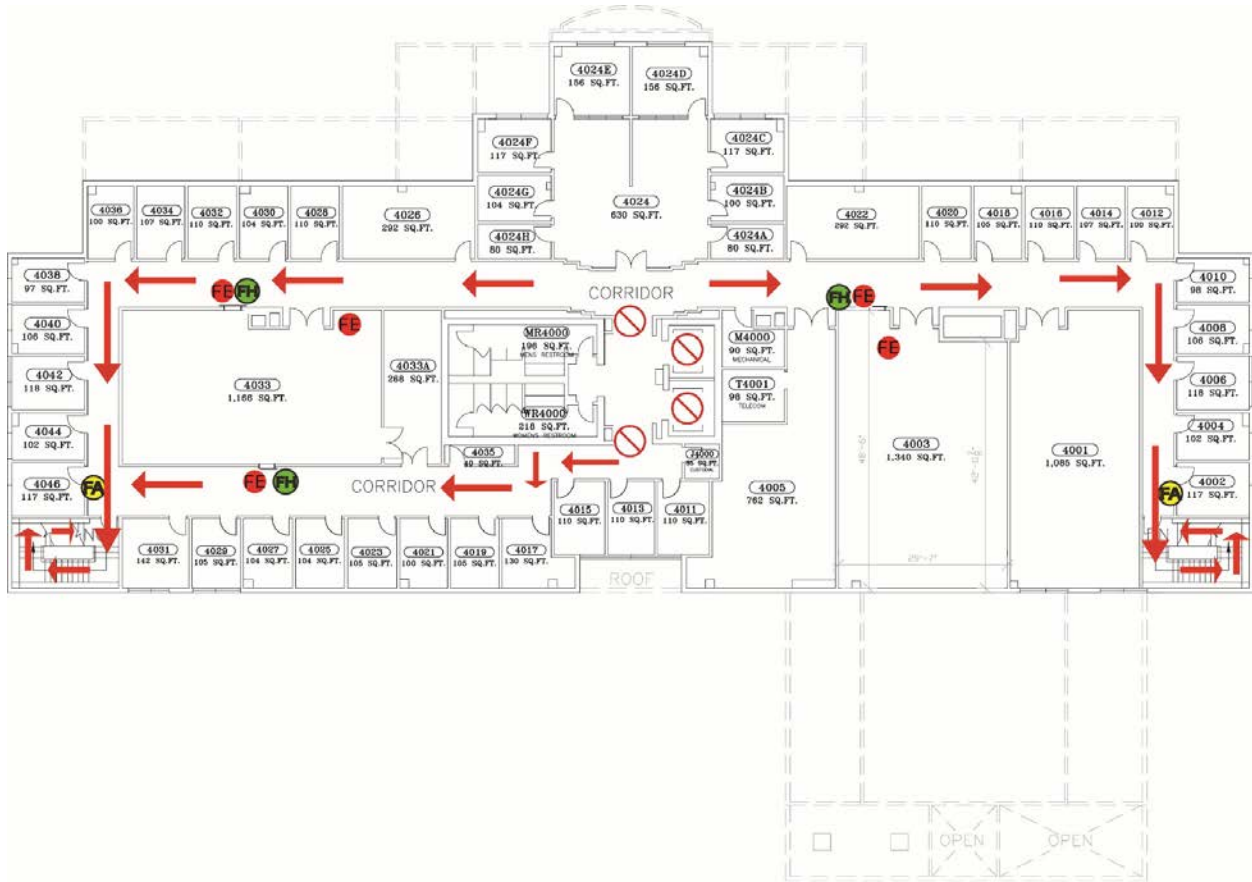 4024E
156 SQ.FT.
4024D
156 SQ.FT.
4024F
117 SQ.FT.
4024C
117 SQ.FT.
4024G
104 SQ.FT.
4024
630 SQ.FT.
4024B
100 SQ.FT.
4024H
80 SQ.FT.
4024A
80 SQ.FT.
4036
100 SQ.FT.
4034
107 SQ.FT.
4032
110 SQ.FT.
4030
104 SQ.FT.
4028
110 SQ.FT.
4026
292 SQ.FT.
4022
292 SQ.FT.
4020
110 SQ.FT.
4018
105 SQ.FT.
4016
110 SQ.FT.
4014
107 SQ.FT.
4012
100 SQ.FT.
4038
97 SQ.FT.
FE
FH
CORRIDOR
FH
FE
4010
98 SQ.FT.
4040
106 SQ.FT.
FE
MR4000
196 SQ.FT.
MENS RESTROOM
M4000
90 SQ.FT.
MECHANICAL
FE
4008
106 SQ.FT.
4042
118 SQ.FT.
4033
1,166 SQ.FT.
4033A
268 SQ.FT.
T4001
98 SQ.FT.
TELECOM
4006
118 SQ.FT.
WR4000
218 SQ.FT.
WOMENS RESTROOM
4044
102 SQ.FT.
4035
40 SQ.FT.
J4000
CUSTODIAL
4003
1,340 SQ.FT.
4001
1,085 SQ.FT.
4004
102 SQ.FT.
4046
117 SQ.FT.
FA
FE
FH
CORRIDOR
4005
762 SQ.FT.
FA
4002
117 SQ.FT.
4015
110 SQ.FT.
4013
110 SQ.FT.
4011
110 SQ.FT.
4031
142 SQ.FT.
4029
105 SQ.FT.
4027
104 SQ.FT.
4025
104 SQ.FT.
4023
105 SQ.FT.
4021
100 SQ.FT.
4019
105 SQ.FT.
4017
130 SQ.FT.
ROOF
OPEN
OPEN